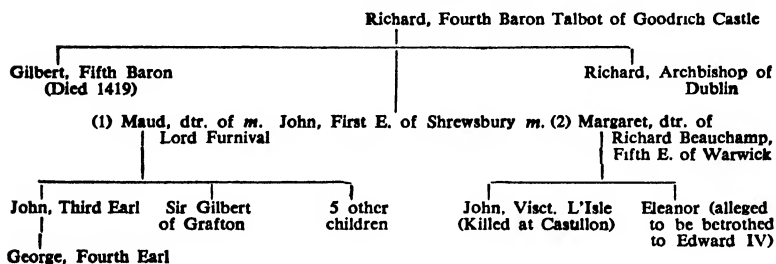 Richard, Fourth Baron Talbot of Goodrich Castle
Gilbert, Fifth Baron
(Died 1419)
Richard, Archbishop of
Dublin
(1) Maud, dtr. of m. John, First E. of Shrewsbury m. (2) Margaret, dtr. of
Lord Furnival
Richard Beauchamp,
Fifth E. of Warwick
John, Third Earl
Sir Gilbert
of Grafton
5 other
children
John, Visct. L'Isle
(Killed at Castillon)
Eleanor (alleged
to be betrothed
to Edward IV)
George, Fourth Earl